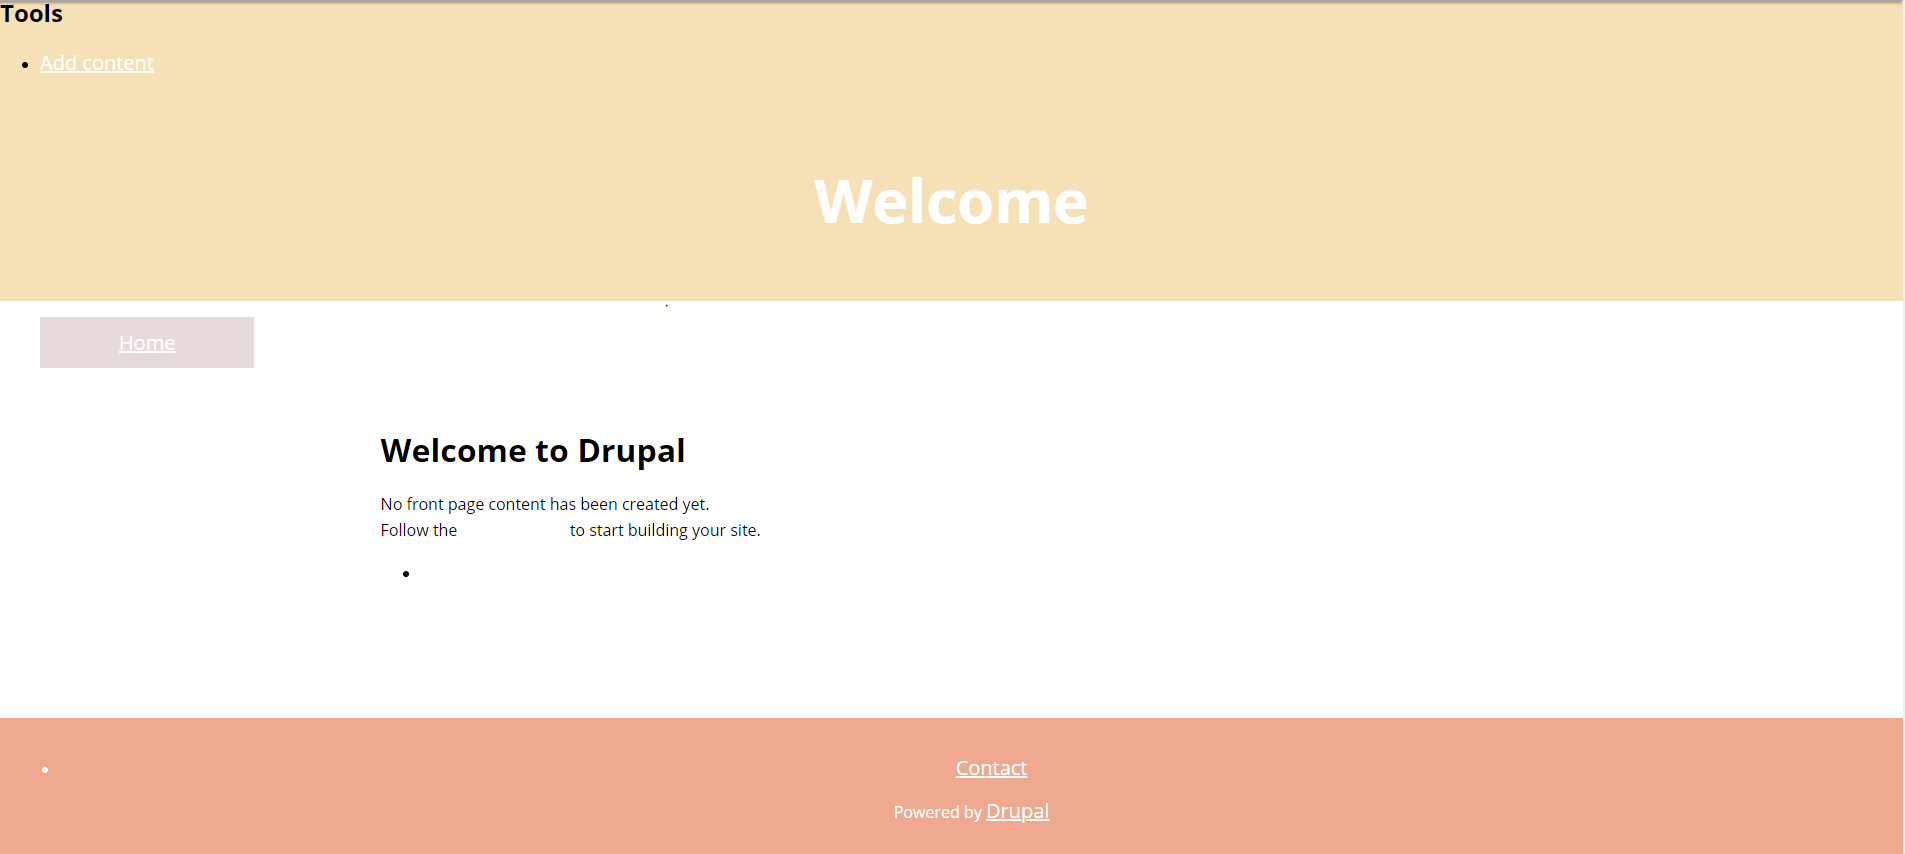 Tools
Add content
Welcome
Home
Welcome to Drupal
No front page content has been created yet.
Follow the to start building your site.
Contact
Powered by Drupal